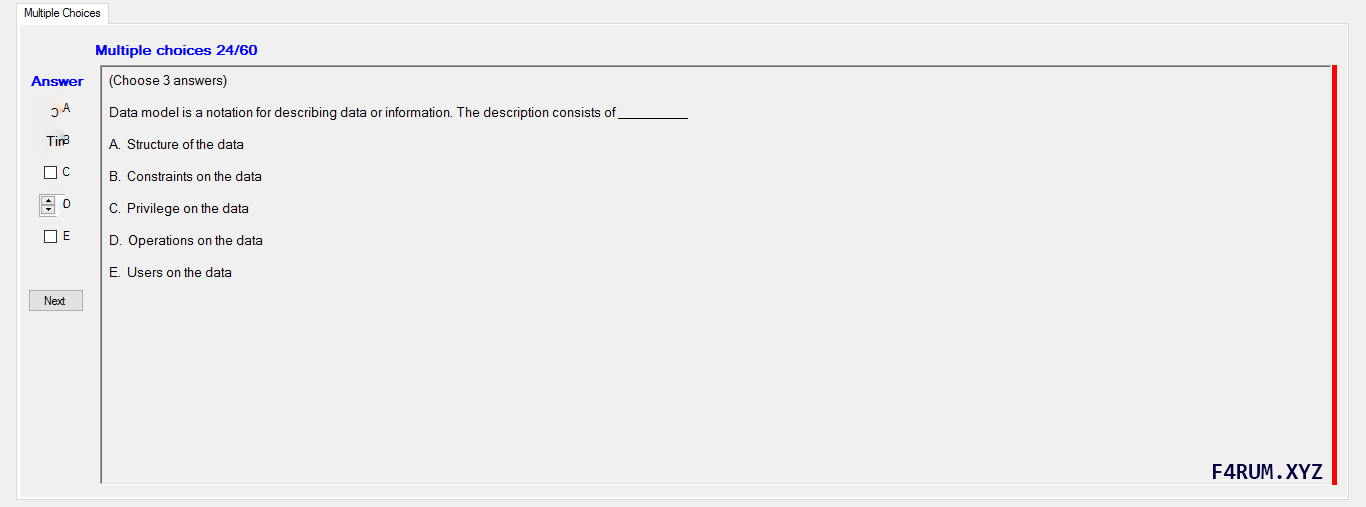 Multiple Choices
Multiple choices 24/60
Answer
A
Tin B
C
D
E
Next
(Choose 3 answers)
Data model is a notation for describing data or information. The description consists of __________
A. Structure of the data
B. Constraints on the data
C. Privilege on the data
D. Operations on the data
E. Users on the data
F4RUM.XYZ